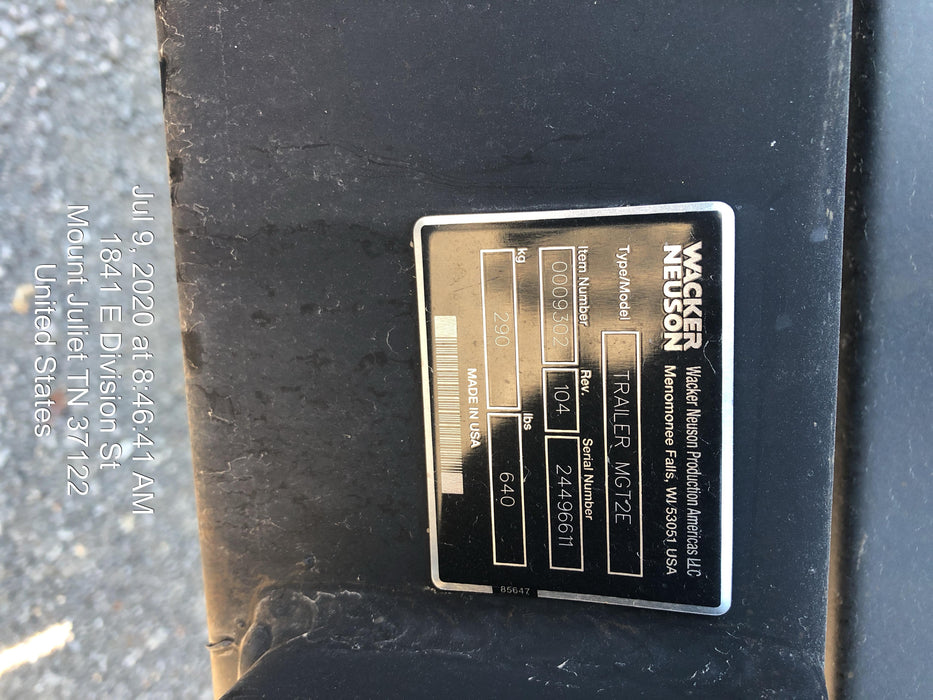 WACKER
NEUSON
Wacker Neuson Production Americas LLC
Menomonee Falls, WI 53051 USA
Type/Model TRAILER MGT2E
Item Number Rev. Serial Number
0009302 104 24496611
kg lbs
290 640
MADE IN USA
85647
Jul 9, 2020 at 8:46:41 AM
1841 E Division St
Mount Juliet TN 37122
United States